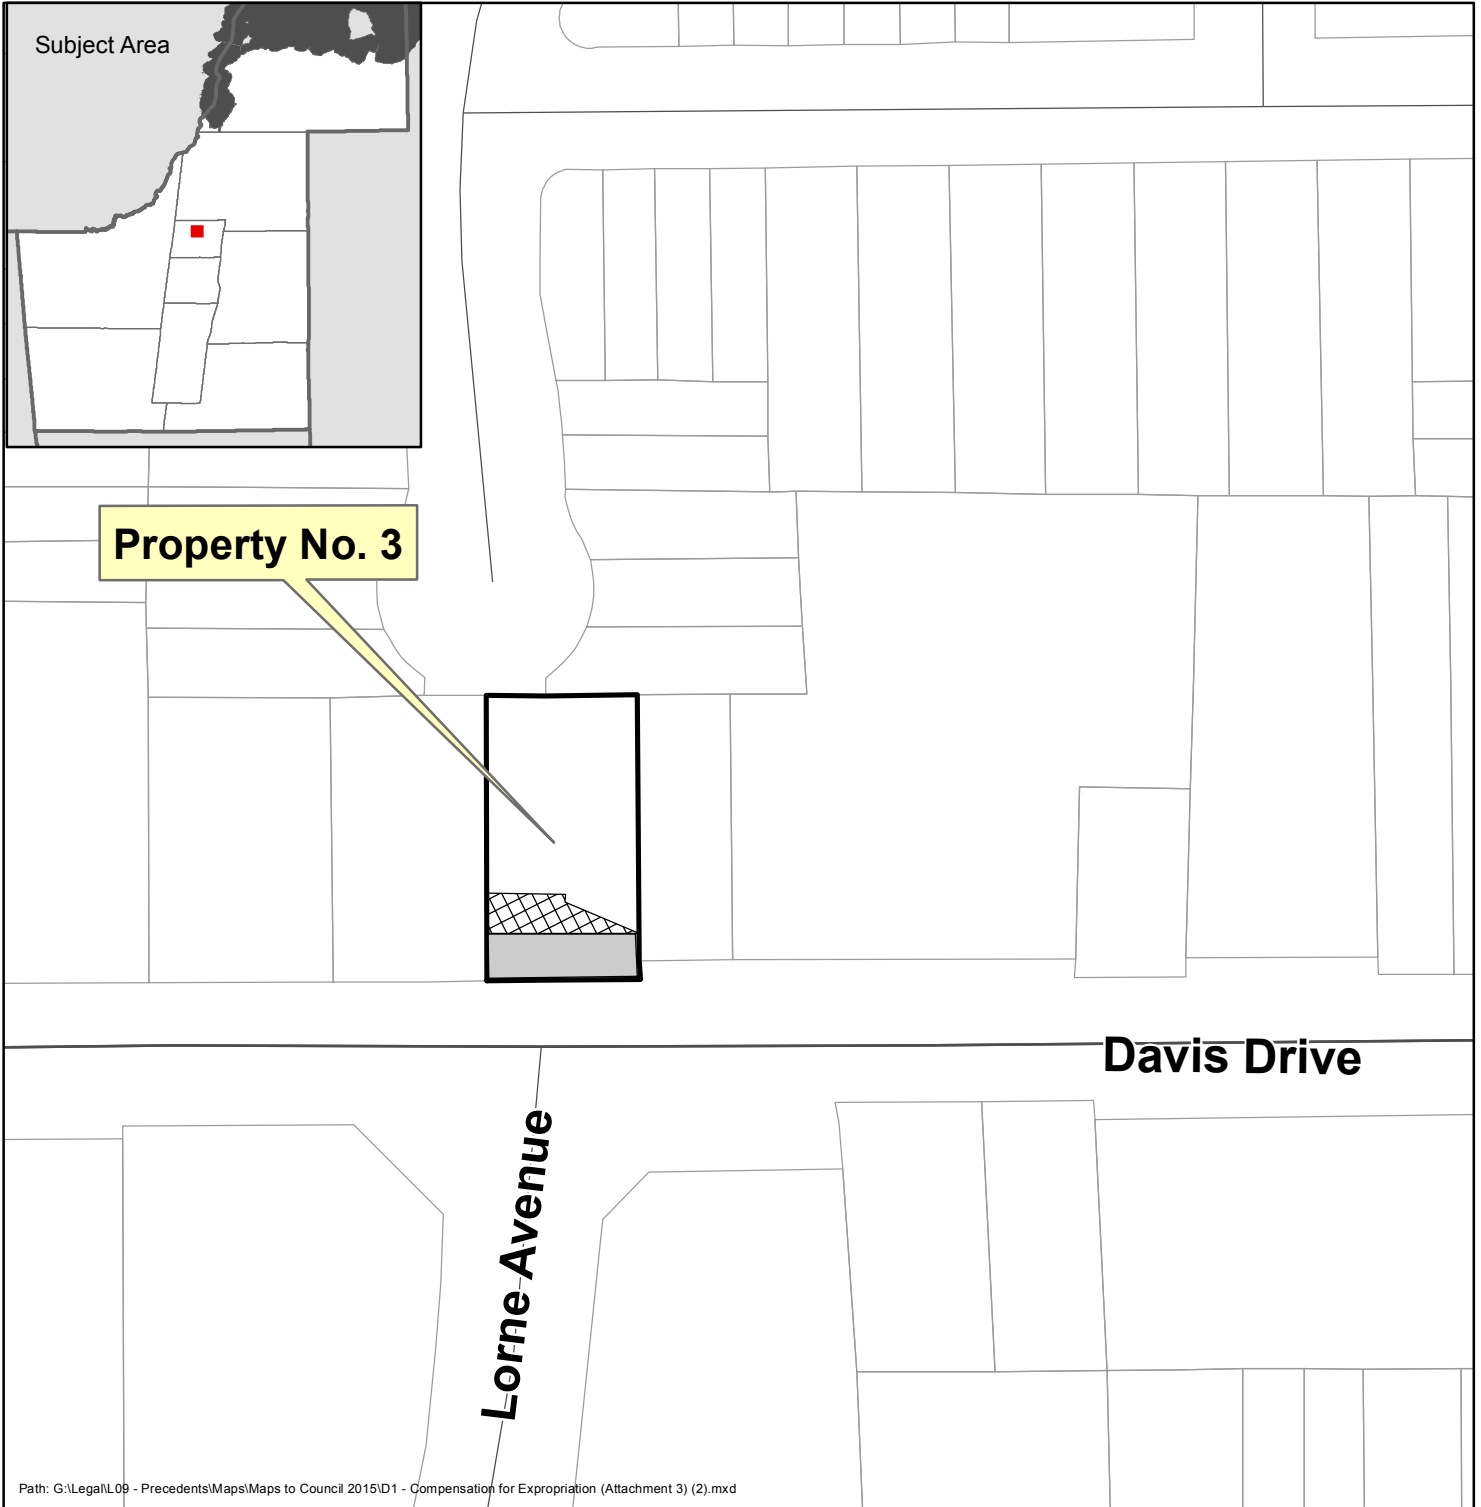 Subject Area
Property No. 3
Davis Drive
Lorne Avenue
Path: G:\Legal\L09 - Precedents\Maps\Maps to Council 2015\D1 - Compensation for Expropriation (Attachment 3) (2).mxd